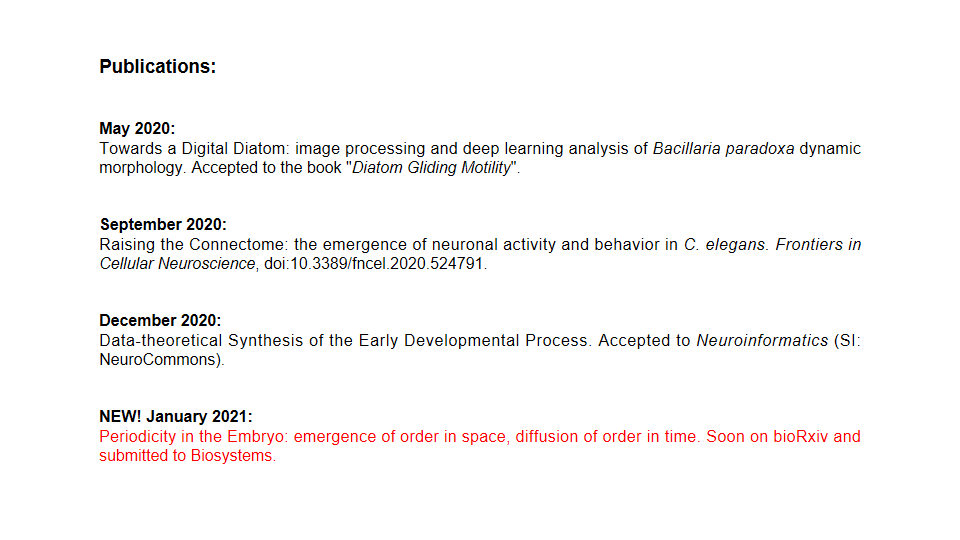 Publications:
May 2020:
Towards a Digital Diatom: image processing and deep learning analysis of Bacillaria paradoxa dynamic
morphology. Accepted to the book "Diatom Gliding Motility".
September 2020:
Raising the Connectome: the emergence of neuronal activity and behavior in C. elegans. Frontiers in
Cellular Neuroscience, doi:10.3389/fncel.2020.524791.
December 2020:
Data-theoretical Synthesis of the Early Developmental Process. Accepted to Neuroinformatics (SI:
NeuroCommons).
NEW! January 2021:
Periodicity in the Embryo: emergence of order in space, diffusion of order in time. Soon on bioRxiv and
submitted to Biosystems.